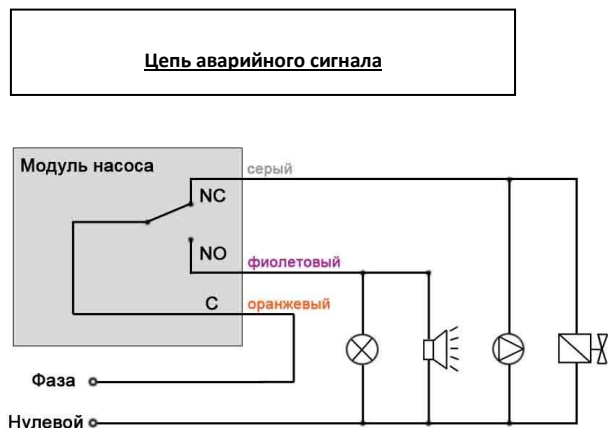 Цепь аварийного сигнала
Модуль насоса
серый
NC
NO
фиолетовый
C
оранжевый
Фаза
Нулевой